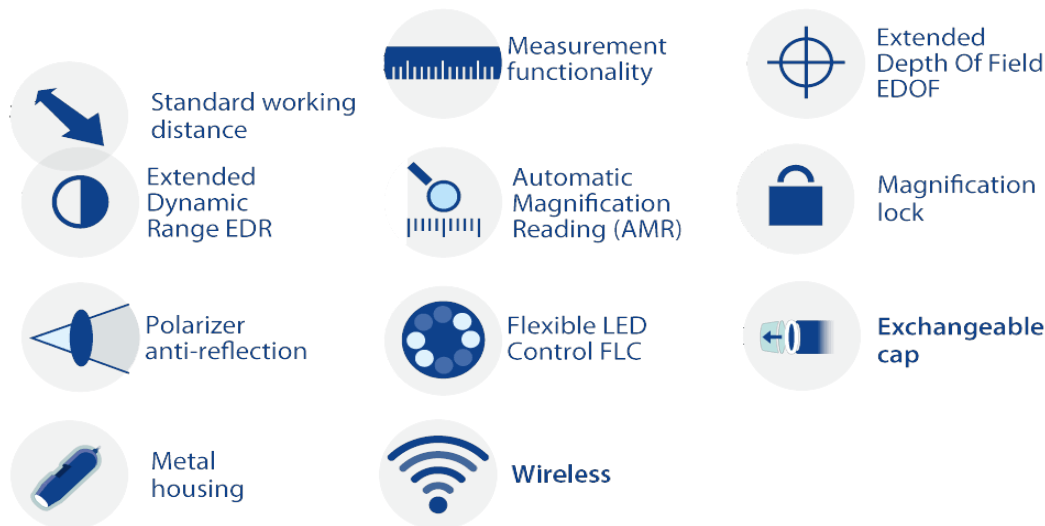 Standard working
distance
Measurement
functionality
Extended
Depth Of Field
EDOF
Extended
Dynamic
Range EDR
Automatic
Magnification
Reading (AMR)
Magnification
lock
Polarizer
anti-reflection
Flexible LED
Control FLC
Exchangeable
cap
Metal
housing
Wireless